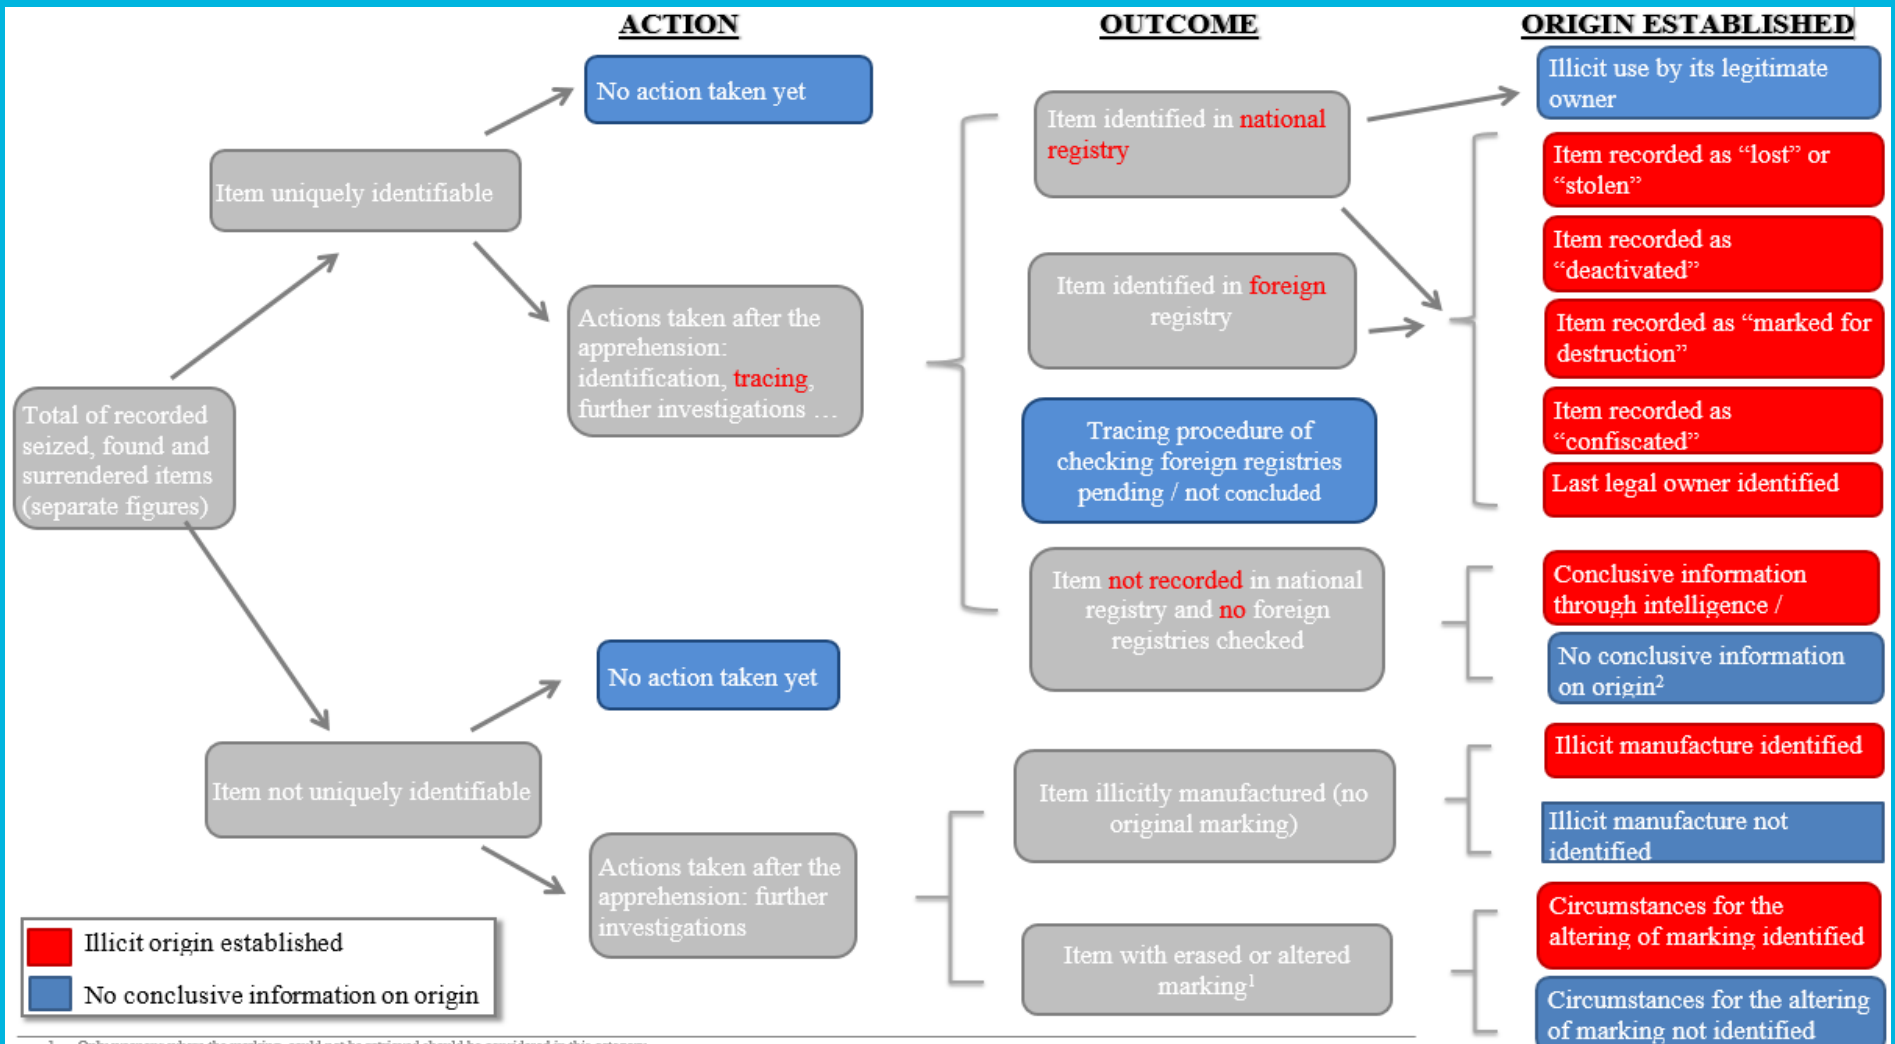 ACTION
OUTCOME
ORIGIN ESTABLISHED
No action taken yet
Item uniquely identifiable
Actions taken after the
apprehension:
identification, tracing,
further investigations …
Total of recorded
seized, found and
surrendered items
(separate figures)
No action taken yet
Item not uniquely identifiable
Actions taken after the
apprehension: further
investigations
Item identified in national
registry
Item identified in foreign
registry
Tracing procedure of
checking foreign registries
pending / not concluded
Item not recorded in national
registry and no foreign
registries checked
Item illicitly manufactured (no
original marking)
Item with erased or altered
marking1
Illicit use by its legitimate
owner
Item recorded as “lost” or
“stolen”
Item recorded as
“deactivated”
Item recorded as “marked for
destruction”
Item recorded as
“confiscated”
Last legal owner identified
Conclusive information
through intelligence /
No conclusive information
on origin2
Illicit manufacture identified
Illicit manufacture not
identified
Circumstances for the
altering of marking identified
Circumstances for the altering
of marking not identified
Illicit origin established
No conclusive information on origin